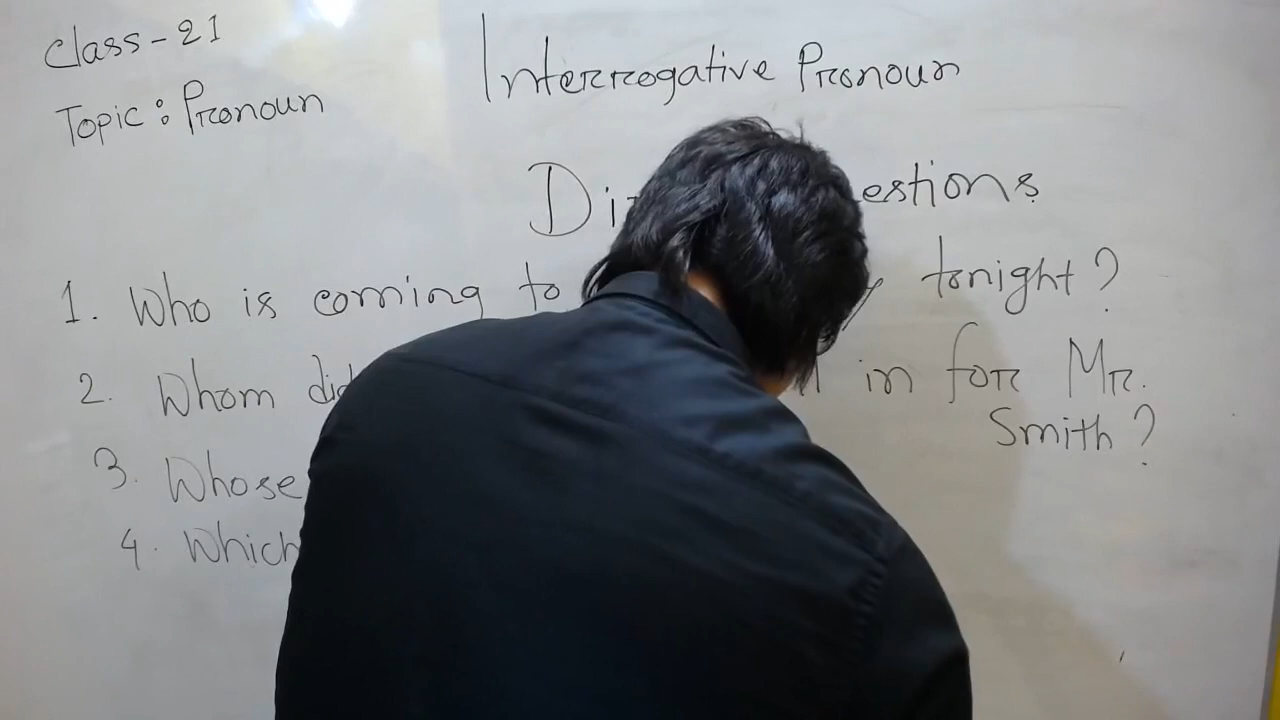 Class-21
Topic: Pronoun
Interrogative Pronoun
Di estions
1. Who is coming to y tonight?
2. Whom did in for Mr.
Smith?
3. Whose
4. Which